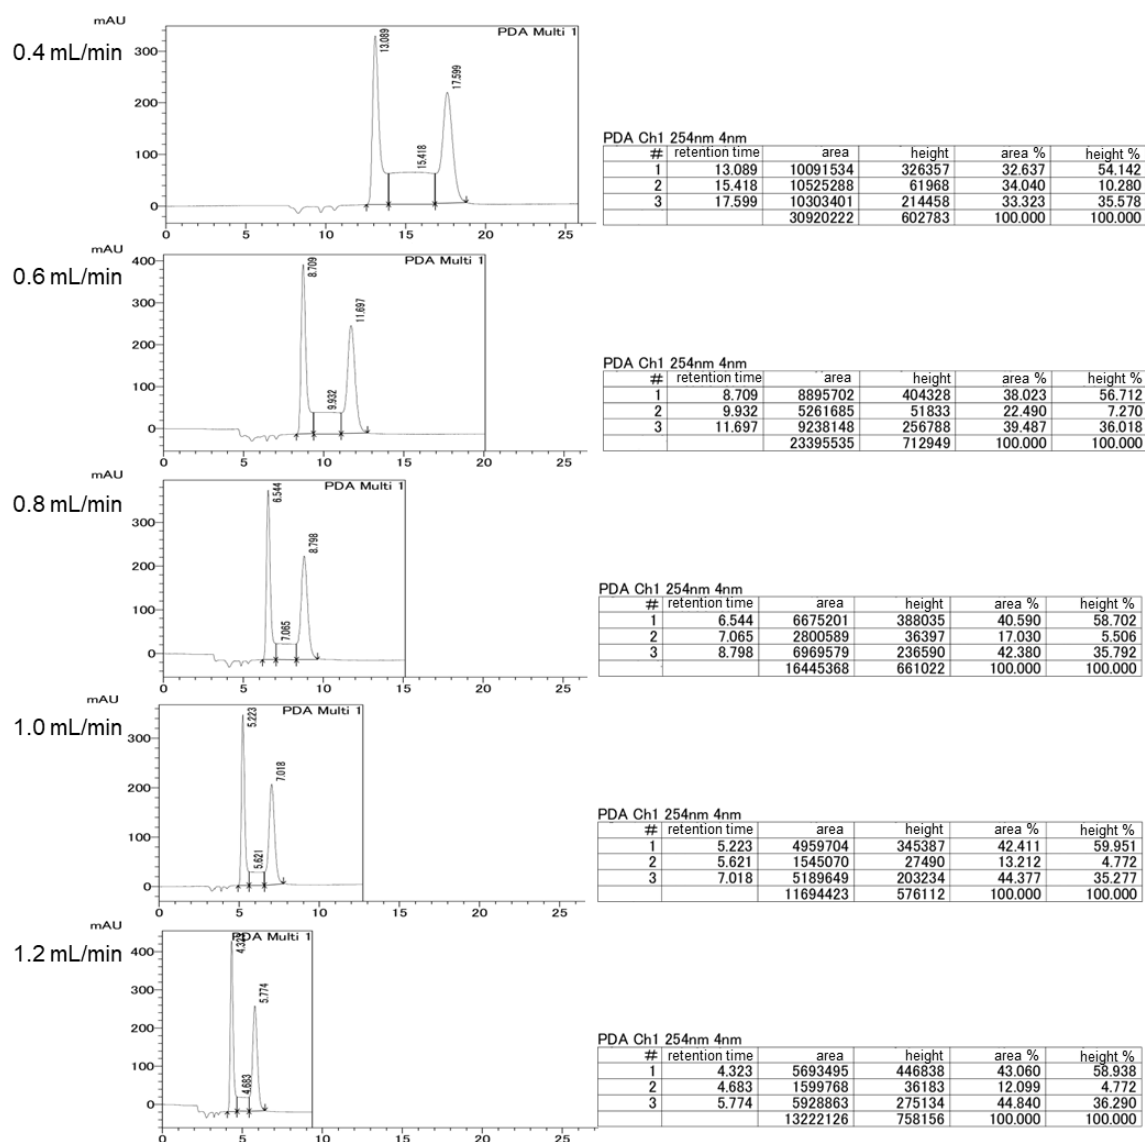 mAU
0.4 mL/min
PDA Multi 1
300
200
100
0
13.089
15.418
17.599
0 5 10 15 20 25
PDA Ch1 254nm 4nm
# retention time area height area % height %
1 13.089 10091534 326357 32.637 54.142
2 15.418 10525288 61968 34.040 10.280
3 17.599 10303401 214458 33.323 35.578
30920222 602783 100.000 100.000
mAU
0.6 mL/min
PDA Multi 1
400
300
200
100
0
8.709
9.932
11.697
0 5 10 15 20
PDA Ch1 254nm 4nm
# retention time area height area % height %
1 8.709 8895702 404328 38.023 56.712
2 9.932 5261685 51833 22.490 7.270
3 11.697 9238148 256788 39.487 36.018
23395535 712949 100.000 100.000
mAU
0.8 mL/min
PDA Multi 1
300
200
100
0
6.544
7.065
8.798
0 5 10 15 20 25
PDA Ch1 254nm 4nm
# retention time area height area % height %
1 6.544 6675201 388035 40.590 58.702
2 7.065 2800589 36397 17.030 5.506
3 8.798 6969579 236590 42.380 35.792
16445368 661022 100.000 100.000
mAU
1.0 mL/min
PDA Multi 1
300
200
100
0
5.223
5.621
7.018
0 5 10 15 20 25
PDA Ch1 254nm 4nm
# retention time area height area % height %
1 5.223 4959704 345387 42.411 59.951
2 5.621 1545070 27490 13.212 4.772
3 7.018 5189649 203234 44.377 35.277
11694423 576112 100.000 100.000
mAU
1.2 mL/min
PDA Multi 1
400
300
200
100
0
4.323
4.683
5.774
0 5 10 15 20 25
PDA Ch1 254nm 4nm
# retention time area height area % height %
1 4.323 5693495 446838 43.060 58.938
2 4.683 1599768 36183 12.099 4.772
3 5.774 5928863 275134 44.840 36.290
13222126 758156 100.000 100.000